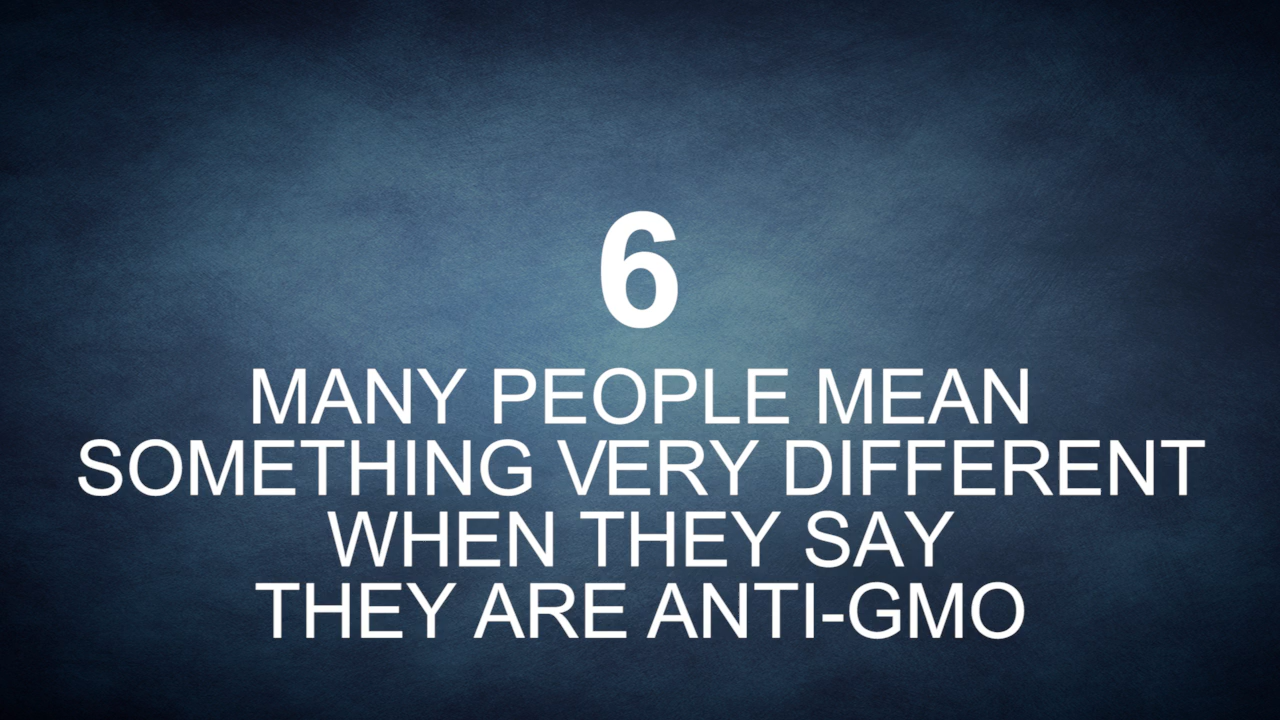 6
MANY PEOPLE MEAN
SOMETHING VERY DIFFERENT
WHEN THEY SAY
THEY ARE ANTI-GMO